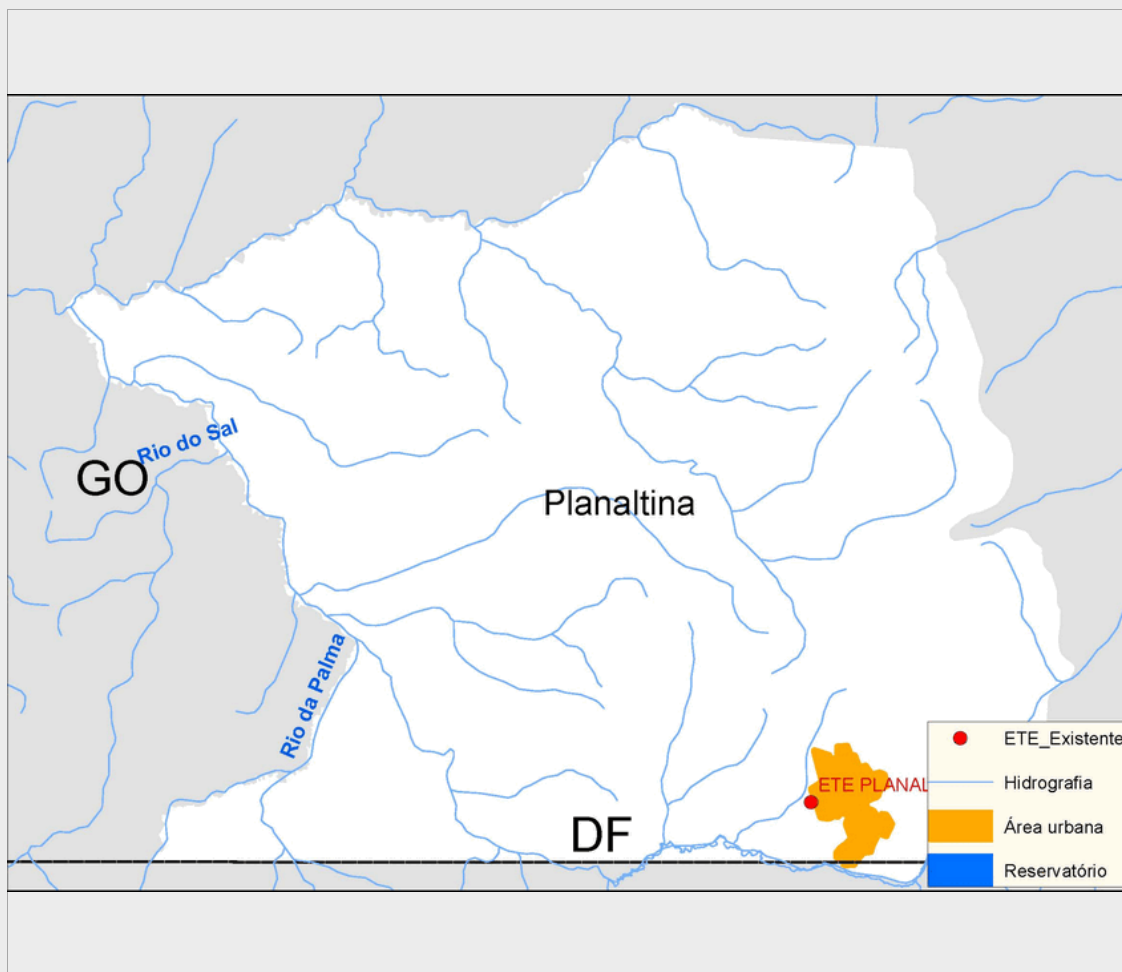 Rio do Sal
GO
Planaltina
Rio da Palma
ETE PLANAL
DF
ETE_Existente
Hidrografia
Área urbana
Reservatório